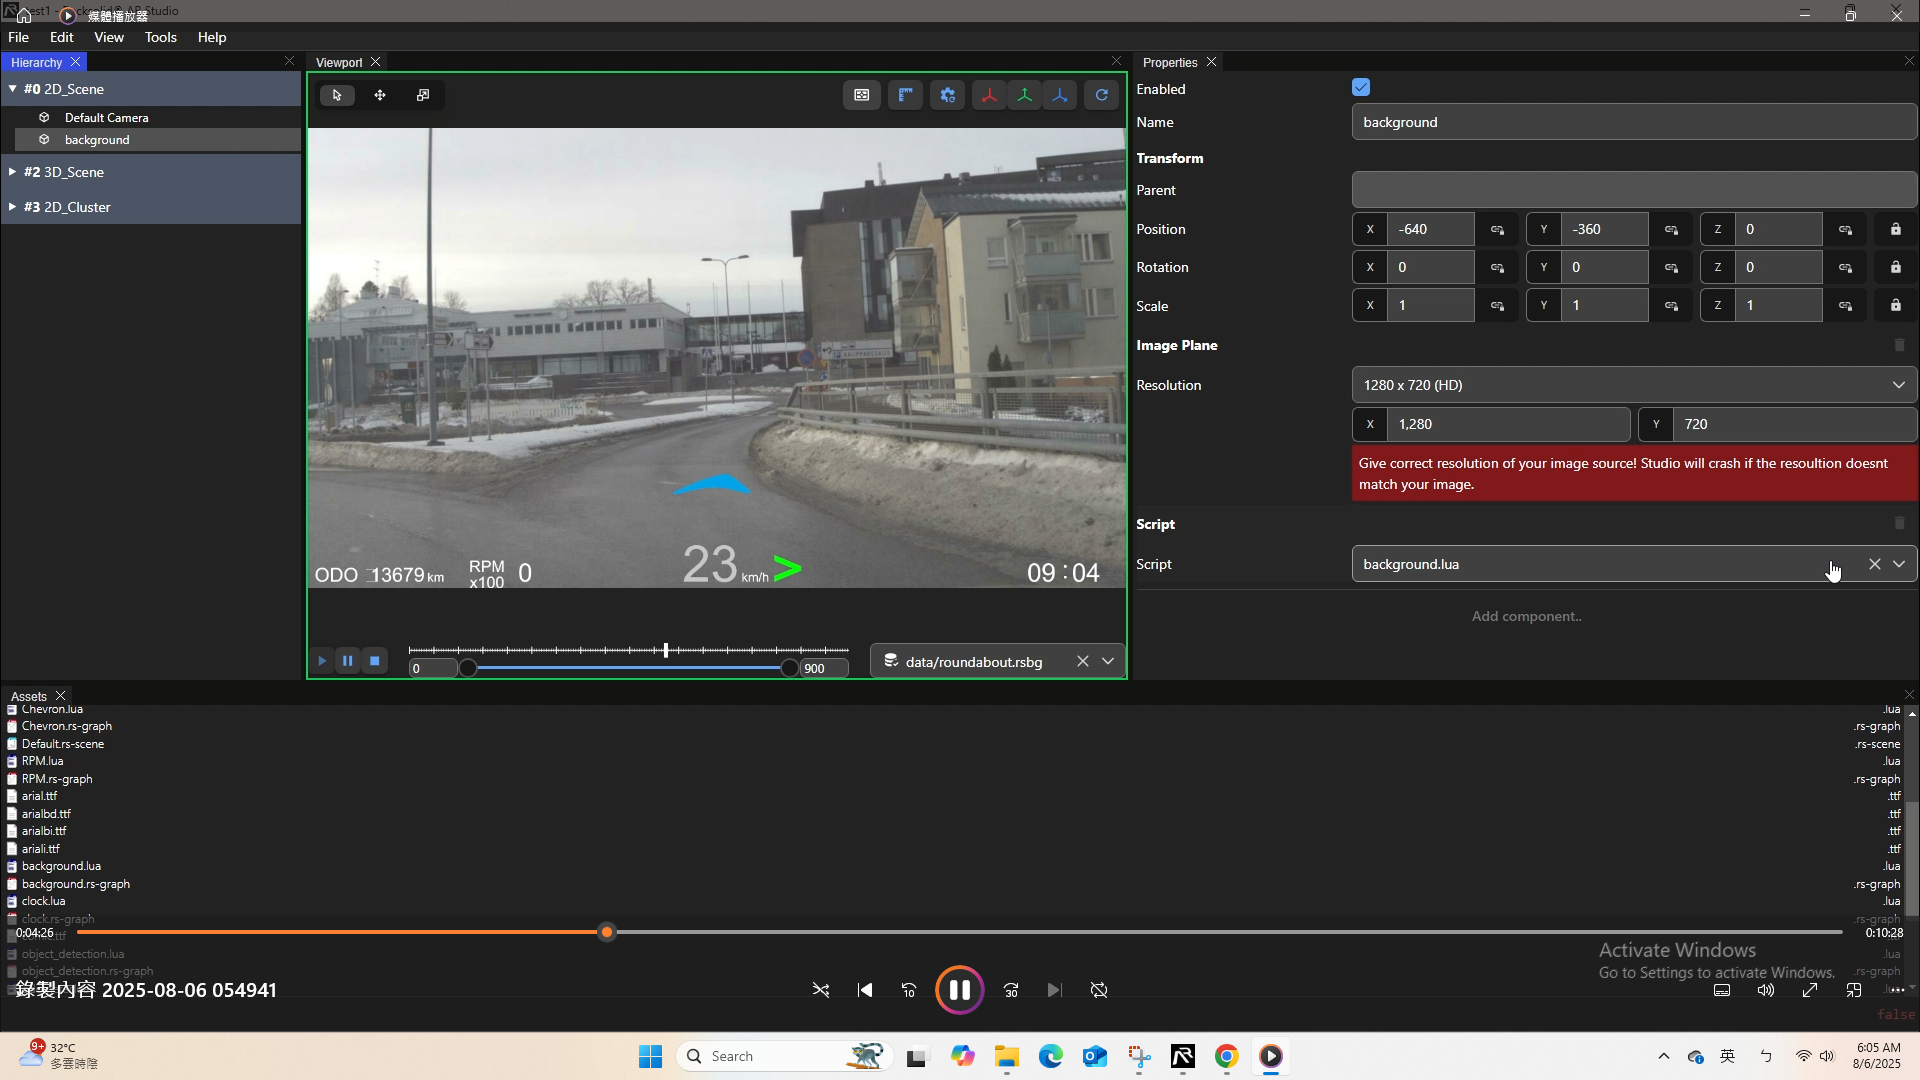 媒體播放器
File Edit View Tools Help
Hierarchy
#0 2D_Scene
Default Camera
background
#2 3D_Scene
#3 2D_Cluster
Viewport
KAUPPAKESKUS
ODO 13679 km
RPM x100 0
23 km/h >
09 : 04
0
900
data/roundabout.rsbg
Properties
Enabled
Name background
Transform
Parent
Position X -640 Y -360 Z 0
Rotation X 0 Y 0 Z 0
Scale X 1 Y 1 Z 1
Image Plane
Resolution 1280 x 720 (HD)
X 1,280 Y 720
Give correct resolution of your image source! Studio will crash if the resoultion doesnt
match your image.
Script
Script background.lua
Add component..
Assets
Chevron.lua .lua
Chevron.rs-graph .rs-graph
Default.rs-scene .rs-scene
RPM.lua .lua
RPM.rs-graph .rs-graph
arial.ttf .ttf
arialbd.ttf .ttf
arialbi.ttf .ttf
ariali.ttf .ttf
background.lua .lua
background.rs-graph .rs-graph
clock.lua .lua
clock.rs-graph .rs-graph
0:04:26 0:10:28
object_detection.lua .lua
object_detection.rs-graph .rs-graph
Activate Windows
Go to Settings to activate Windows.
錄製內容 2025-08-06 054941
10
30
false
9+
32°C
多雲時陰
Search
英
ㄅ
6:05 AM
8/6/2025